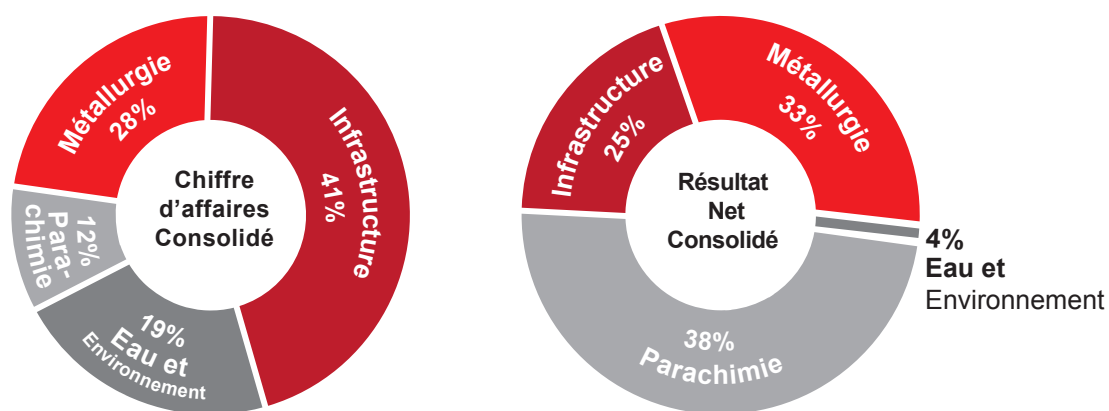 Métallurgie
28%
Infrastructure
41%
12%
Para-
chimie
19%
Eau et
Environnement
Chiffre
d’affaires
Consolidé
Infrastructure
25%
Métallurgie
33%
Résultat
Net
Consolidé
4%
Eau et
Environnement
38%
Parachimie